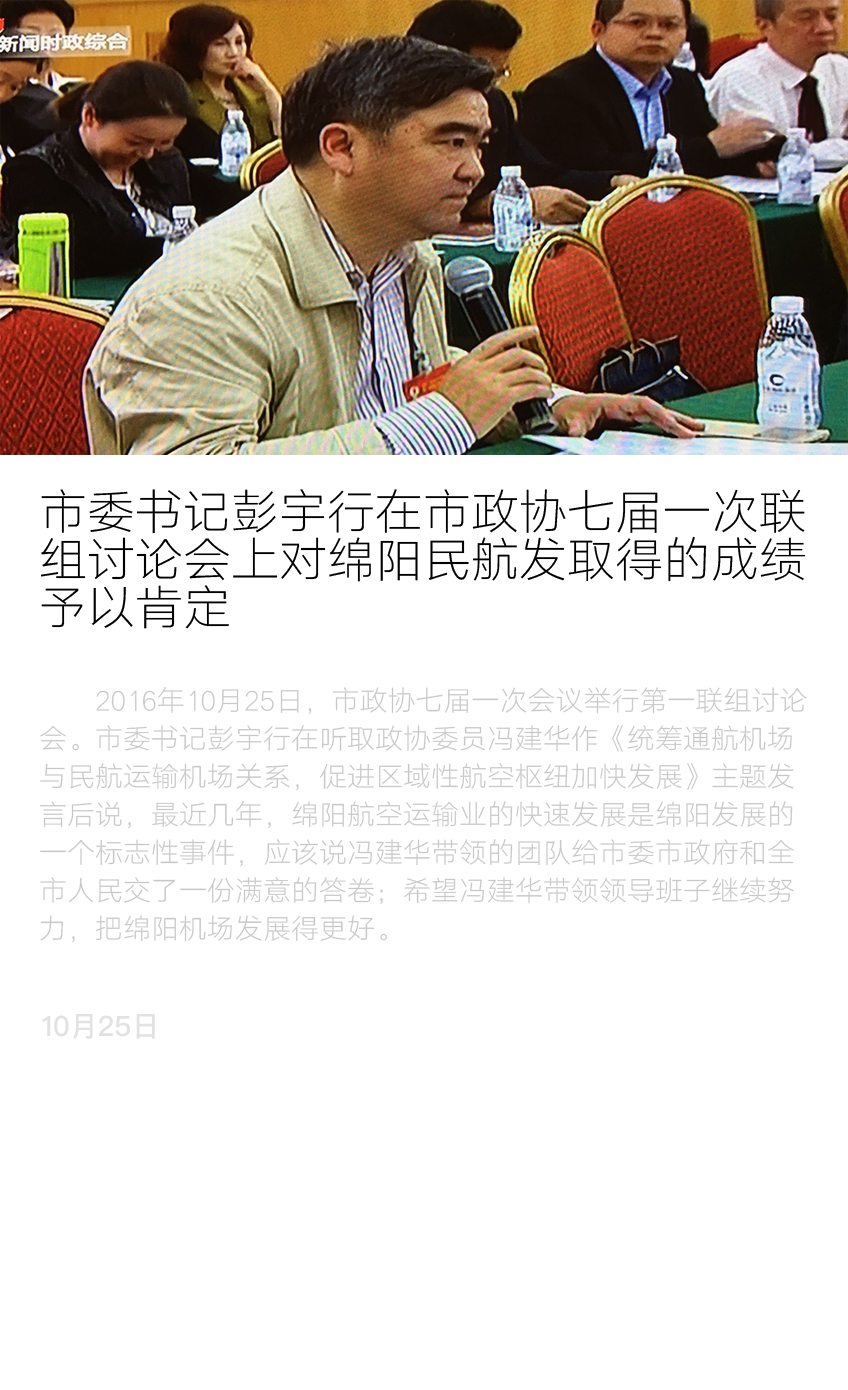 新闻时政综合
市委书记彭宇行在市政协七届一次联
组讨论会上对绵阳民航发取得的成绩
予以肯定
2016年10月25日，市政协七届一次会议举行第一联组讨论
会。市委书记彭宇行在听取政协委员冯建华作《统筹通航机场
与民航运输机场关系，促进区域性航空枢纽加快发展》主题发
言后说，最近几年，绵阳航空运输业的快速发展是绵阳发展的
一个标志性事件，应该说冯建华带领的团队给市委市政府和全
市人民交了一份满意的答卷；希望冯建华带领领导班子继续努
力，把绵阳机场发展得更好。
10月25日